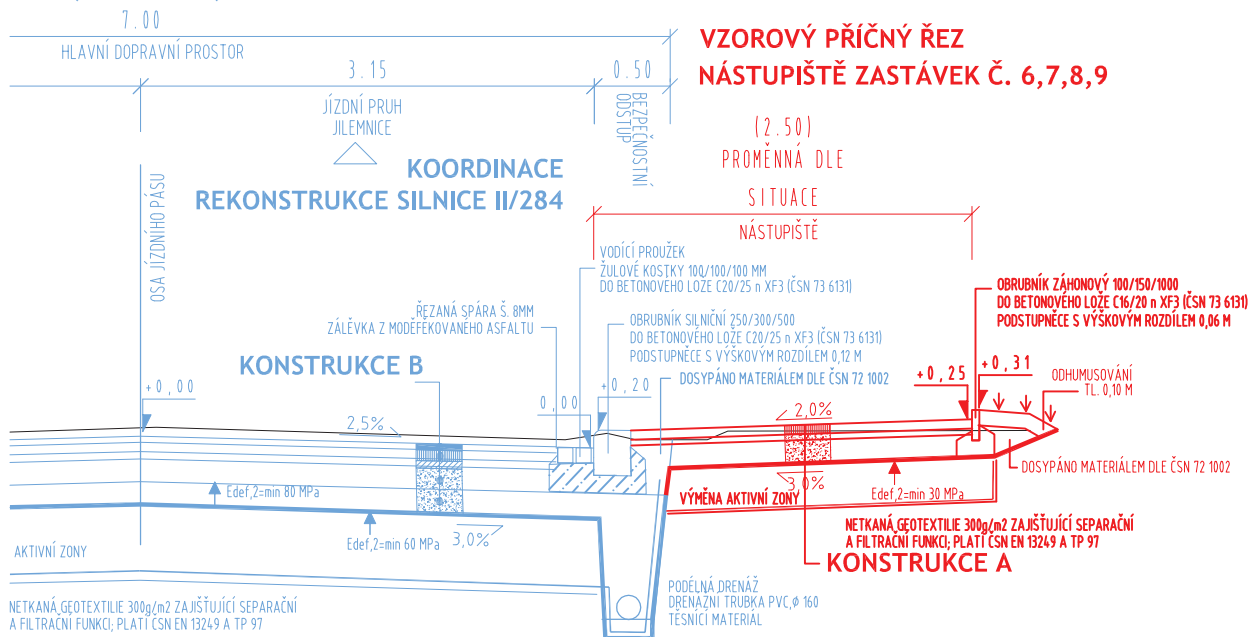 7.00
HLAVNÍ DOPRAVNÍ PROSTOR
3.15
0.50
JÍZDNÍ PRUH
JILEMNICE
BEZPEČNOSTNÍ
ODSTUP
VZOROVÝ PŘÍČNÝ ŘEZ
NÁSTUPIŠTĚ ZASTÁVEK Č. 6,7,8,9
(2.50)
PROMĚNNÁ DLE
SITUACE
NÁSTUPIŠTĚ
KOORDINACE
REKONSTRUKCE SILNICE II/284
OSA JÍZDNÍHO PÁSU
VODÍCÍ PROUŽEK
ŽULOVÉ KOSTKY 100/100/100 MM
DO BETONOVÉHO LOŽE C20/25 n XF3 (ČSN 73 6131)
ŘEZANÁ SPÁRA Š. 8MM
ZÁLĚVKA Z MODĚFEKOVANÉHO ASFALTU
OBRUBNÍK SILNIČNÍ 250/300/500
DO BETONOVÉHO LOŽE C20/25 n XF3 (ČSN 73 6131)
PODSTUPNĚCE S VÝŠKOVÝM ROZDÍLEM 0,12 M
OBRUBNÍK ZÁHONOVÝ 100/150/1000
DO BETONOVÉHO LOŽE C16/20 n XF3 (ČSN 73 6131)
PODSTUPNĚCE S VÝŠKOVÝM ROZDÍLEM 0,06 M
KONSTRUKCE B
+0,00
0,00
+0,20
DOSYPÁNO MATERIÁLEM DLE ČSN 72 1002
+0,25
+0,31
ODHUMUSOVÁNÍ
TL. 0,10 M
2,5%
2,0%
DOSYPÁNO MATERIÁLEM DLE ČSN 72 1002
3,0%
Edef,2=min 80 MPa
VÝMĚNA AKTIVNÍ ZONY
Edef,2=min 30 MPa
Edef,2=min 60 MPa
3,0%
NETKANÁ GEOTEXTILIE 300g/m2 ZAJIŠŤUJÍCÍ SEPARAČNÍ
A FILTRAČNÍ FUNKCI; PLATÍ ČSN EN 13249 A TP 97
KONSTRUKCE A
AKTIVNÍ ZONY
PODÉLNÁ DRENÁŽ
DRENAŽNÍ TRUBKA PVC,ø 160
TĚSNÍCÍ MATERIÁL
NETKANÁ GEOTEXTILIE 300g/m2 ZAJIŠŤUJÍCÍ SEPARAČNÍ
A FILTRAČNÍ FUNKCI; PLATÍ ČSN EN 13249 A TP 97